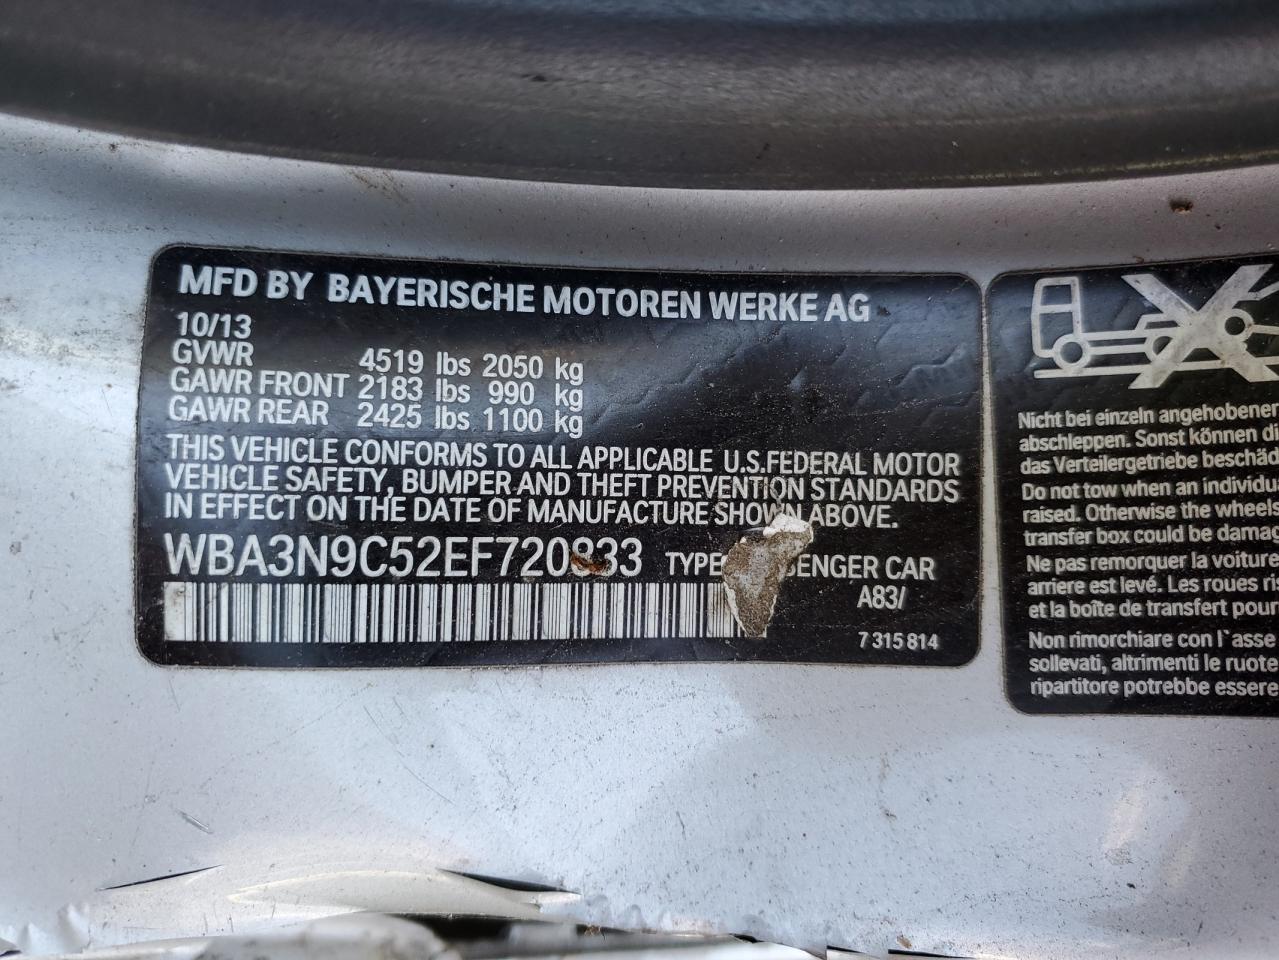 MFD BY BAYERISCHE MOTOREN WERKE AG
10/13
GVWR 4519 lbs 2050 kg
GAWR FRONT 2183 lbs 990 kg
GAWR REAR 2425 lbs 1100 kg
THIS VEHICLE CONFORMS TO ALL APPLICABLE U.S.FEDERAL MOTOR
VEHICLE SAFETY, BUMPER AND THEFT PREVENTION STANDARDS
IN EFFECT ON THE DATE OF MANUFACTURE SHOWN ABOVE.
WBA3N9C52EF720833 TYPE ENGER CAR
A83/
7 315 814
Nicht bei einzeln angehobener
abschleppen. Sonst können di
das Verteilergetriebe beschäd
Do not tow when an individua
raised. Otherwise the wheels
transfer box could be damag
Ne pas remorquer la voiture
arriere est levé. Les roues ris
et la boîte de transfert pour
Non rimorchiare con l`asse
sollevati, altrimenti le ruote
ripartitore potrebbe essere